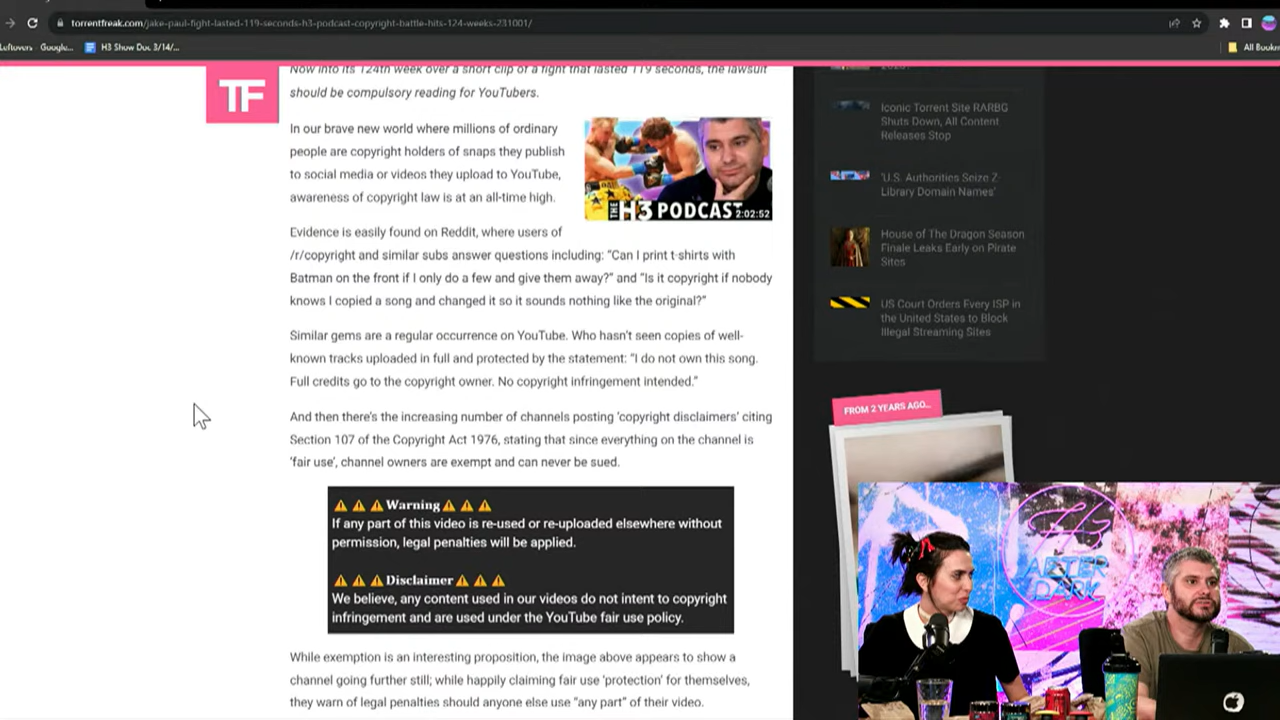 torrentfreak.com/jake-paul-fight-lasted-119-seconds-h3-podcast-copyright-battle-hits-124-weeks-231001/
Leftovers - Google...
H3 Show Doc 3/14/...
All Bookm
TF
Now into its 124th week over a short clip of a fight that lasted 119 seconds, the lawsuit
should be compulsory reading for YouTubers.
In our brave new world where millions of ordinary
people are copyright holders of snaps they publish
to social media or videos they upload to YouTube,
awareness of copyright law is at an all-time high.
THE H3 PODCAST
2:02:52
Evidence is easily found on Reddit, where users of
/r/copyright and similar subs answer questions including: “Can I print t-shirts with
Batman on the front if I only do a few and give them away?” and “Is it copyright if nobody
knows I copied a song and changed it so it sounds nothing like the original?”
Similar gems are a regular occurrence on YouTube. Who hasn’t seen copies of well-
known tracks uploaded in full and protected by the statement: “I do not own this song.
Full credits go to the copyright owner. No copyright infringement intended.”
And then there’s the increasing number of channels posting ‘copyright disclaimers’ citing
Section 107 of the Copyright Act 1976, stating that since everything on the channel is
‘fair use’, channel owners are exempt and can never be sued.
Warning
If any part of this video is re-used or re-uploaded elsewhere without
permission, legal penalties will be applied.
Disclaimer
We believe, any content used in our videos do not intent to copyright
infringement and are used under the YouTube fair use policy.
While exemption is an interesting proposition, the image above appears to show a
channel going further still; while happily claiming fair use ‘protection’ for themselves,
they warn of legal penalties should anyone else use “any part” of their video.
Iconic Torrent Site RARBG
Shuts Down, All Content
Releases Stop
‘U.S. Authorities Seize Z-
Library Domain Names’
House of The Dragon Season
Finale Leaks Early on Pirate
Sites
US Court Orders Every ISP in
the United States to Block
Illegal Streaming Sites
FROM 2 YEARS AGO...
H3
AFTER
DARK